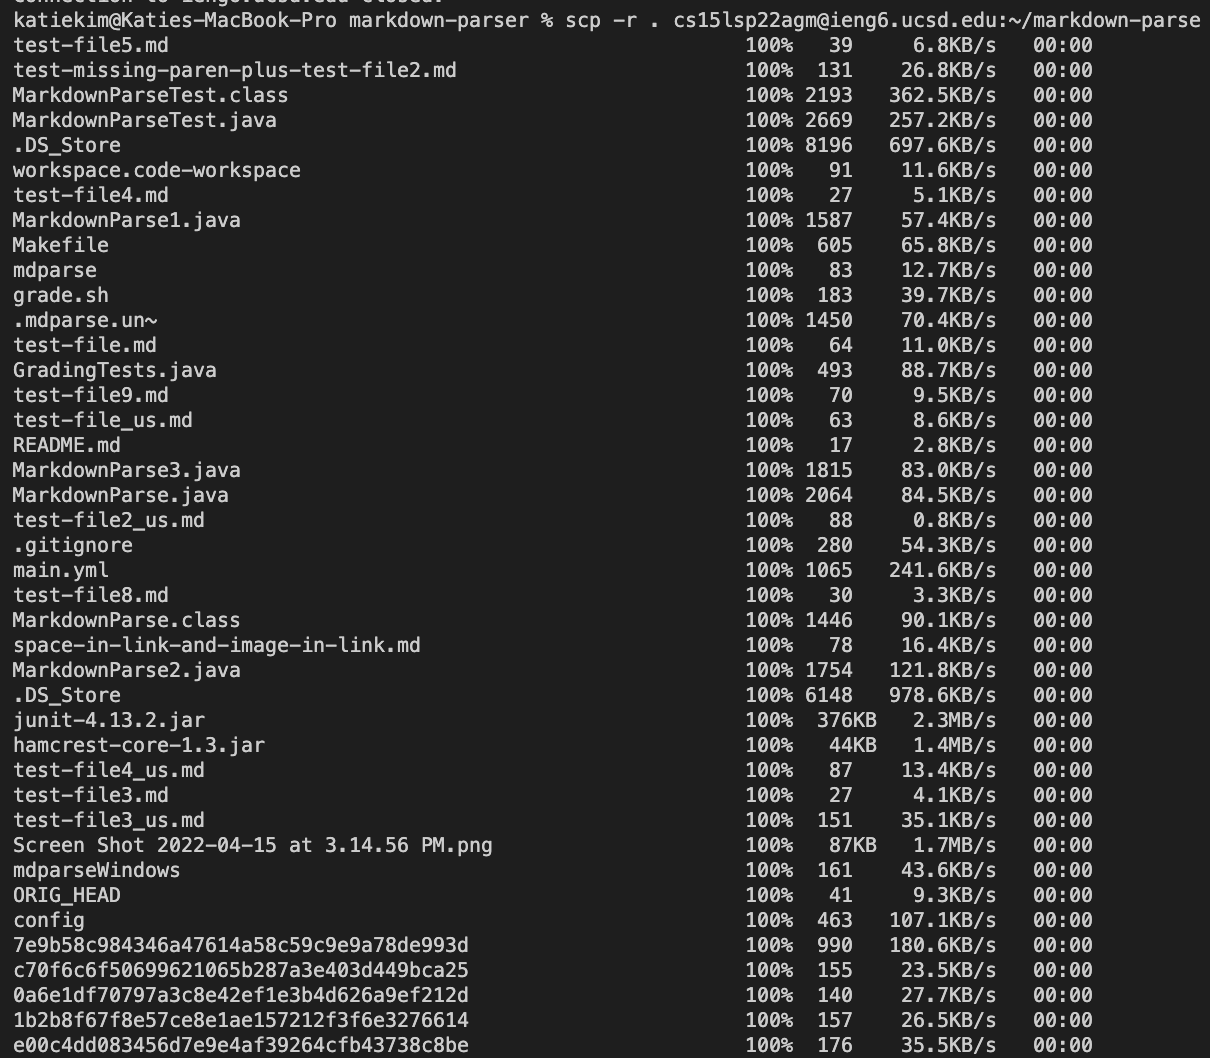 Connection to ieng6.ucsd.edu closed.
katiekim@Katies-MacBook-Pro markdown-parser % scp -r . cs15lsp22agm@ieng6.ucsd.edu:~/markdown-parse
test-file5.md 100% 39 6.8KB/s 00:00
test-missing-paren-plus-test-file2.md 100% 131 26.8KB/s 00:00
MarkdownParseTest.class 100% 2193 362.5KB/s 00:00
MarkdownParseTest.java 100% 2669 257.2KB/s 00:00
.DS_Store 100% 8196 697.6KB/s 00:00
workspace.code-workspace 100% 91 11.6KB/s 00:00
test-file4.md 100% 27 5.1KB/s 00:00
MarkdownParse1.java 100% 1587 57.4KB/s 00:00
Makefile 100% 605 65.8KB/s 00:00
mdparse 100% 83 12.7KB/s 00:00
grade.sh 100% 183 39.7KB/s 00:00
.mdparse.un~ 100% 1450 70.4KB/s 00:00
test-file.md 100% 64 11.0KB/s 00:00
GradingTests.java 100% 493 88.7KB/s 00:00
test-file9.md 100% 70 9.5KB/s 00:00
test-file_us.md 100% 63 8.6KB/s 00:00
README.md 100% 17 2.8KB/s 00:00
MarkdownParse3.java 100% 1815 83.0KB/s 00:00
MarkdownParse.java 100% 2064 84.5KB/s 00:00
test-file2_us.md 100% 88 0.8KB/s 00:00
.gitignore 100% 280 54.3KB/s 00:00
main.yml 100% 1065 241.6KB/s 00:00
test-file8.md 100% 30 3.3KB/s 00:00
MarkdownParse.class 100% 1446 90.1KB/s 00:00
space-in-link-and-image-in-link.md 100% 78 16.4KB/s 00:00
MarkdownParse2.java 100% 1754 121.8KB/s 00:00
.DS_Store 100% 6148 978.6KB/s 00:00
junit-4.13.2.jar 100% 376KB 2.3MB/s 00:00
hamcrest-core-1.3.jar 100% 44KB 1.4MB/s 00:00
test-file4_us.md 100% 87 13.4KB/s 00:00
test-file3.md 100% 27 4.1KB/s 00:00
test-file3_us.md 100% 151 35.1KB/s 00:00
Screen Shot 2022-04-15 at 3.14.56 PM.png 100% 87KB 1.7MB/s 00:00
mdparseWindows 100% 161 43.6KB/s 00:00
ORIG_HEAD 100% 41 9.3KB/s 00:00
config 100% 463 107.1KB/s 00:00
7e9b58c984346a47614a58c59c9e9a78de993d 100% 990 180.6KB/s 00:00
c70f6c6f50699621065b287a3e403d449bca25 100% 155 23.5KB/s 00:00
0a6e1df70797a3c8e42ef1e3b4d626a9ef212d 100% 140 27.7KB/s 00:00
1b2b8f67f8e57ce8e1ae157212f3f6e3276614 100% 157 26.5KB/s 00:00
e00c4dd083456d7e9e4af39264cfb43738c8be 100% 176 35.5KB/s 00:00